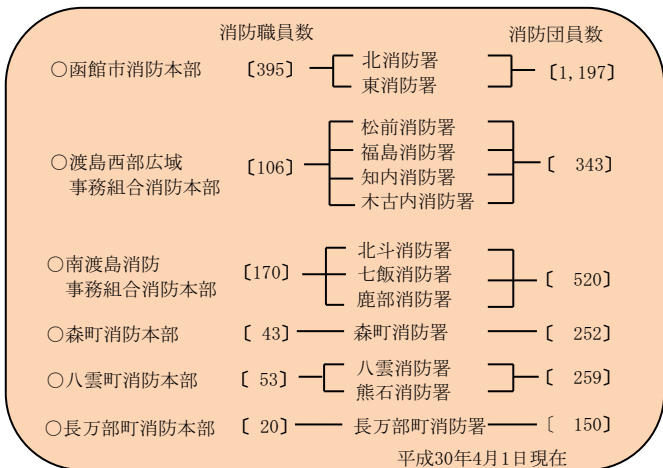 消防職員数 消防団員数
○函館市消防本部 〔395〕 北消防署 〔1,197〕
東消防署
松前消防署
○渡島西部広域 〔106〕 福島消防署 〔 343〕
事務組合消防本部 知内消防署
木古内消防署
北斗消防署
○南渡島消防 〔170〕 七飯消防署 〔 520〕
事務組合消防本部 鹿部消防署
○森町消防本部 〔 43〕 森町消防署 〔 252〕
○八雲町消防本部 〔 53〕 八雲消防署 〔 259〕
熊石消防署
○長万部町消防本部 〔 20〕 長万部町消防署 〔 150〕
平成30年4月1日現在